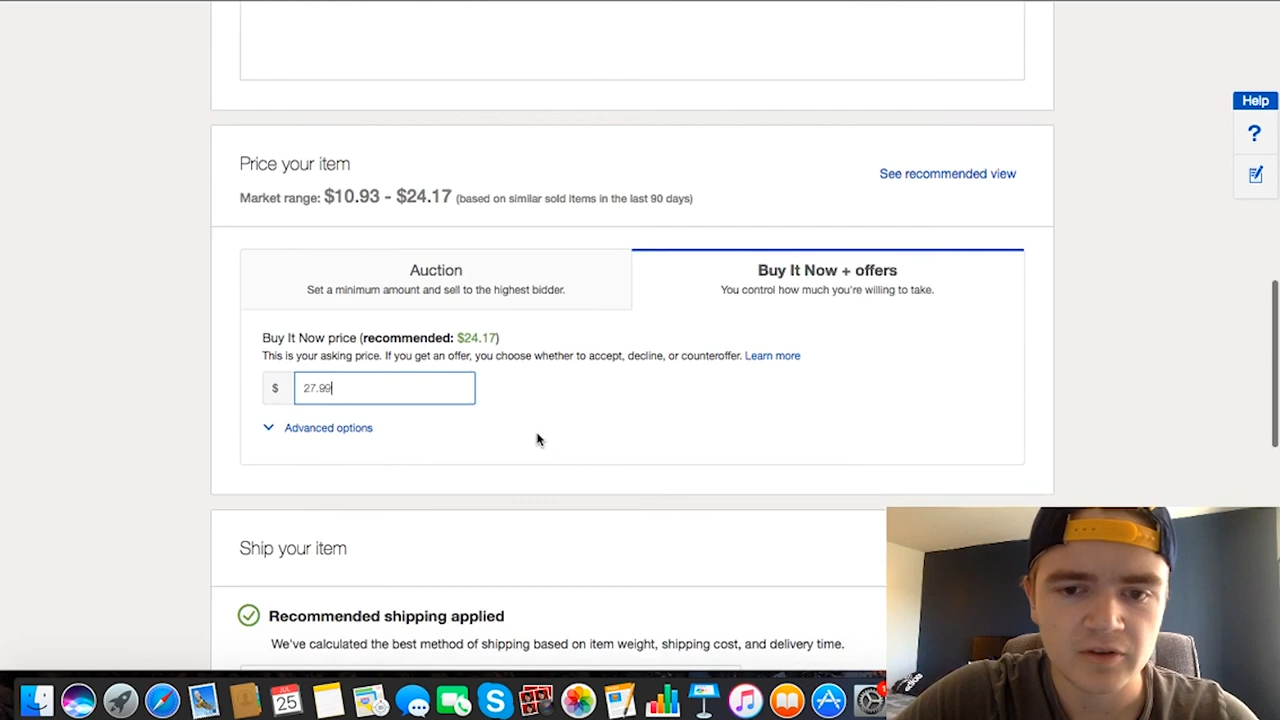 Help
?
Price your item
See recommended view
Market range: $10.93 - $24.17 (based on similar sold items in the last 90 days)
Auction
Set a minimum amount and sell to the highest bidder.
Buy It Now + offers
You control how much you're willing to take.
Buy It Now price (recommended: $24.17)
This is your asking price. If you get an offer, you choose whether to accept, decline, or counteroffer. Learn more
$ 27.99
Advanced options
Ship your item
Recommended shipping applied
We've calculated the best method of shipping based on item weight, shipping cost, and delivery time.
JUL
25